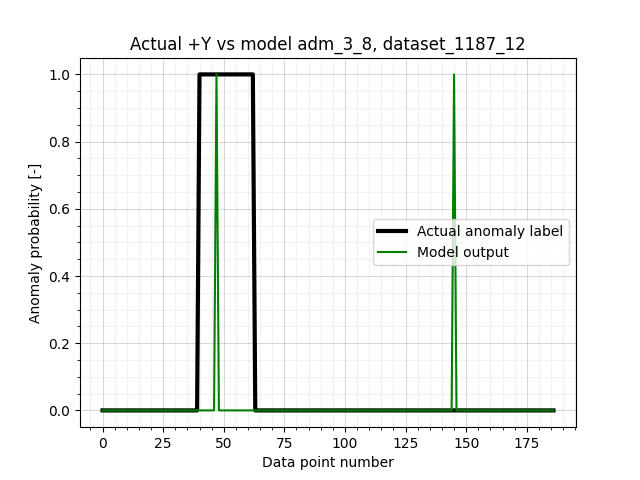 Actual +Y vs model adm_3_8, dataset_1187_12
Anomaly probability [-]
1.0
0.8
0.6
0.4
0.2
0.0
Actual anomaly label
Model output
0 25 50 75 100 125 150 175
Data point number